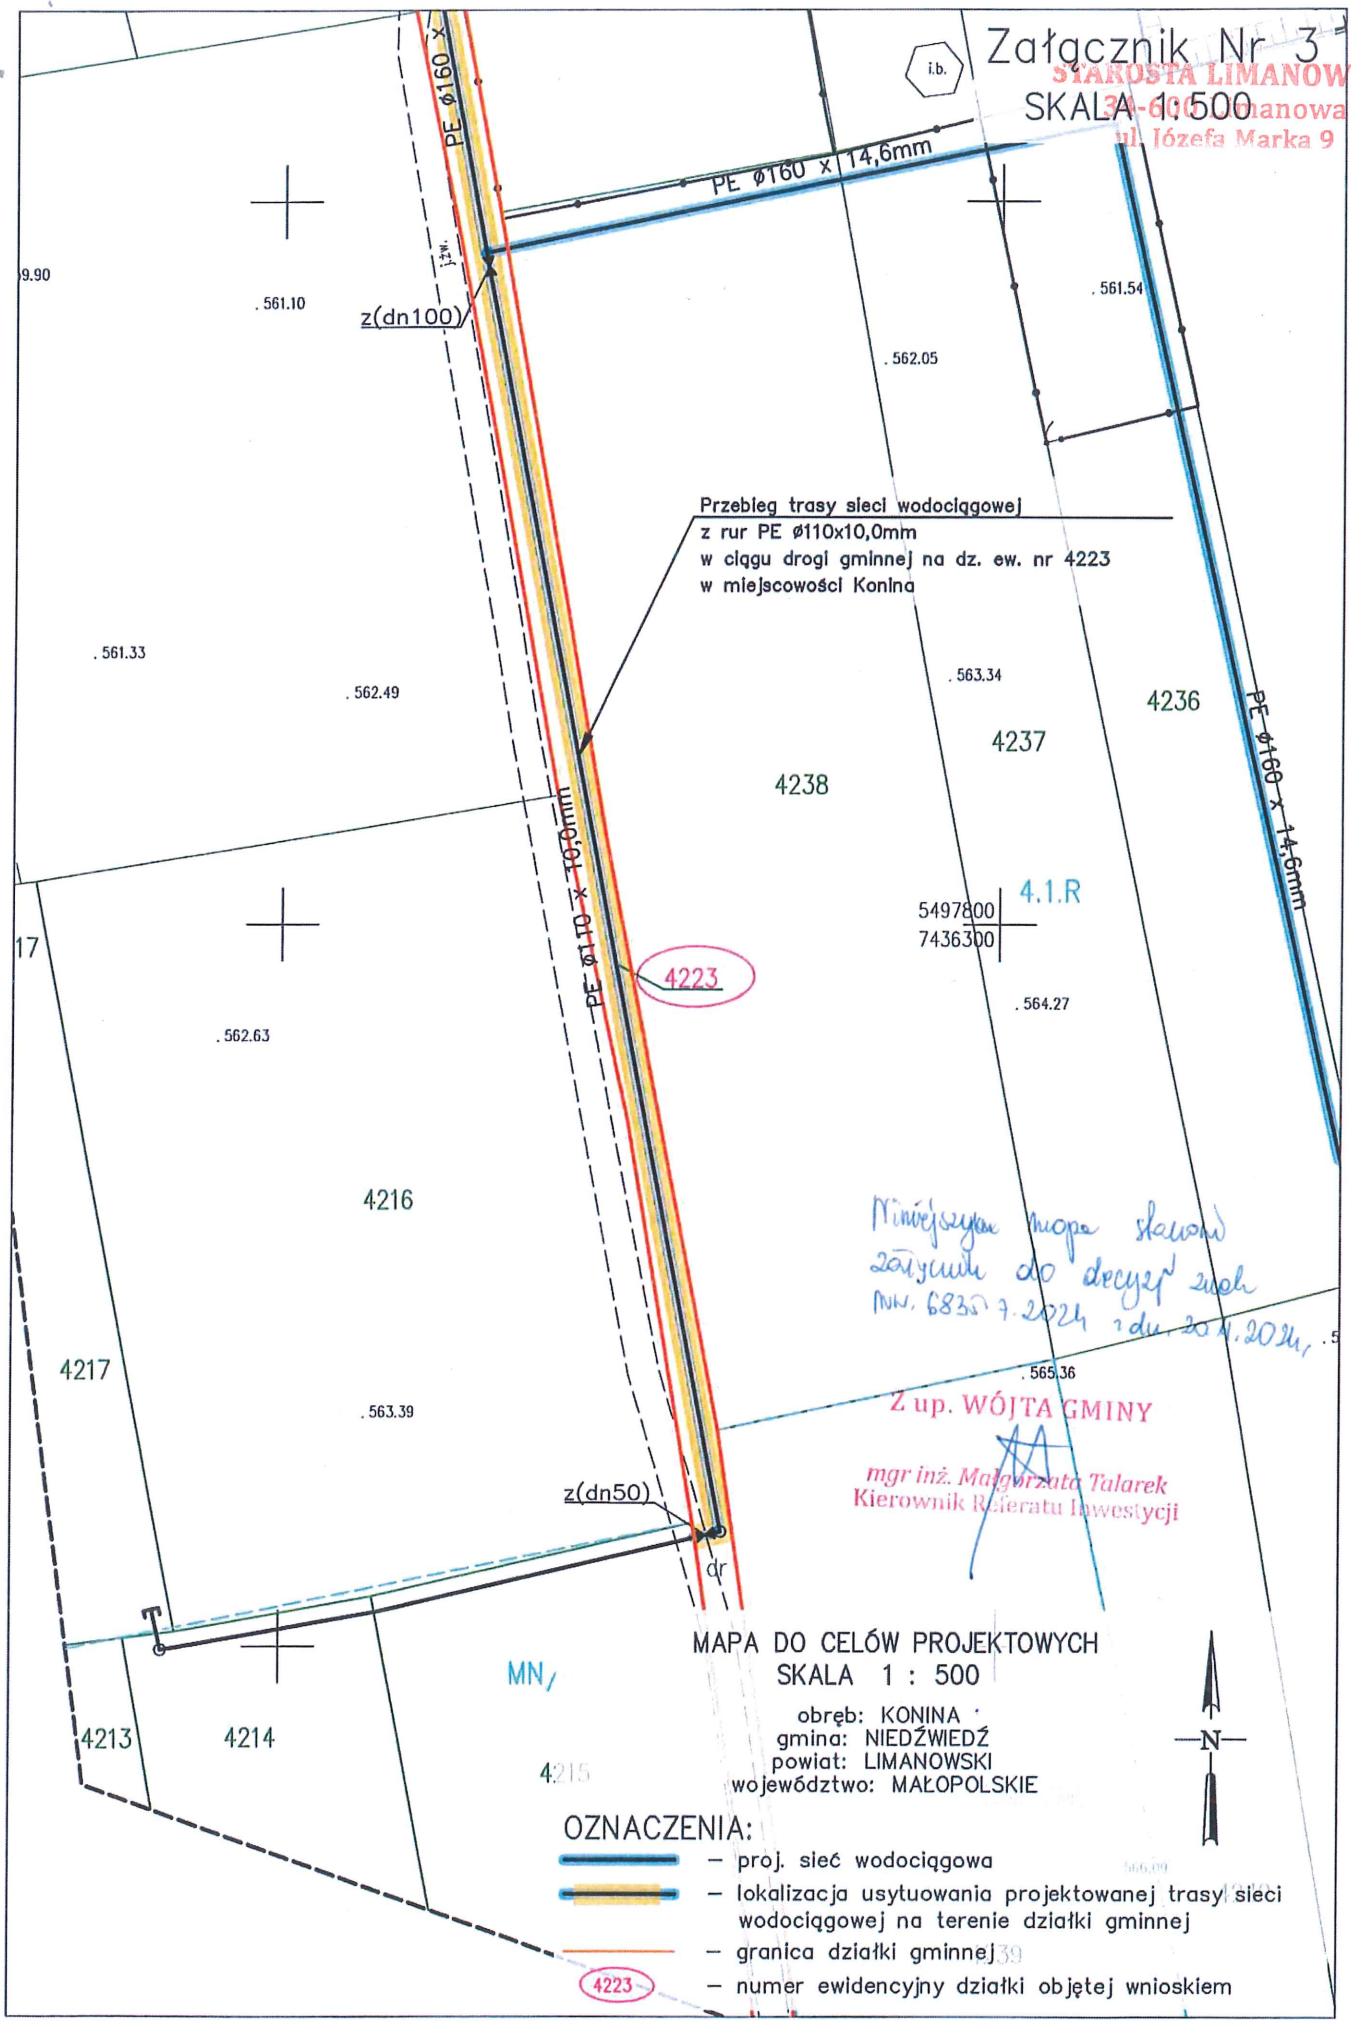 Załącznik Nr 3
i.b.
STAROSTA LIMANOW
SKALA 1:500
34-600 Limanowa
ul. Józefa Marka 9
PE ø160 x
PE ø160 x 14,6mm
j.zw.
9.90
. 561.10
. 561.54
z(dn100)
. 562.05
Przebieg trasy sieci wodociągowej
z rur PE ø110x10,0mm
w ciągu drogi gminnej na dz. ew. nr 4223
w miejscowości Konina
. 561.33
. 562.49
. 563.34
4236
4237
4238
PE ø160 x 14,6mm
PE ø110 x 10,0mm
4.1.R
5497800
7436300
17
4223
. 564.27
. 562.63
4216
mapa
do
4217
. 565.36
. 563.39
Z up. WÓJTA GMINY
mgr inż. Małgorzata Talarek
Kierownik Referatu Inwestycji
z(dn50)
dr
MAPA DO CELÓW PROJEKTOWYCH
SKALA 1 : 500
MN/
obręb: KONINA
gmina: NIEDŹWIEDŹ
powiat: LIMANOWSKI
województwo: MAŁOPOLSKIE
N
4213
4214
4215
OZNACZENIA:
– proj. sieć wodociągowa
566.09
– lokalizacja usytuowania projektowanej trasy sieci
wodociągowej na terenie działki gminnej
– granica działki gminnej
4223 – numer ewidencyjny działki objętej wnioskiem